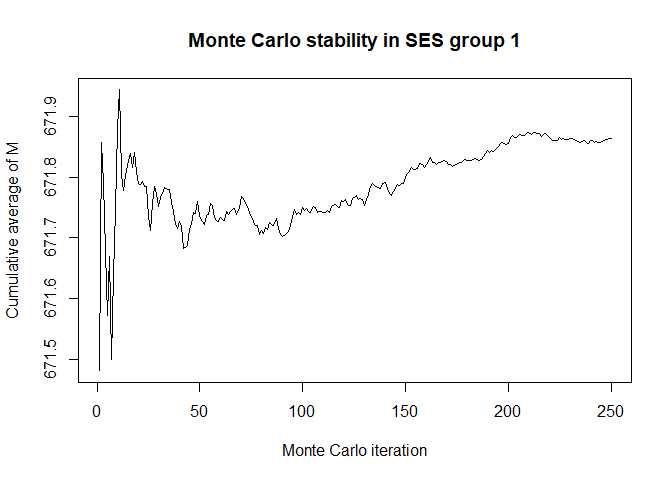 Monte Carlo stability in SES group 1
Cumulative average of M
671.9
671.8
671.7
671.6
671.5
0 50 100 150 200 250
Monte Carlo iteration